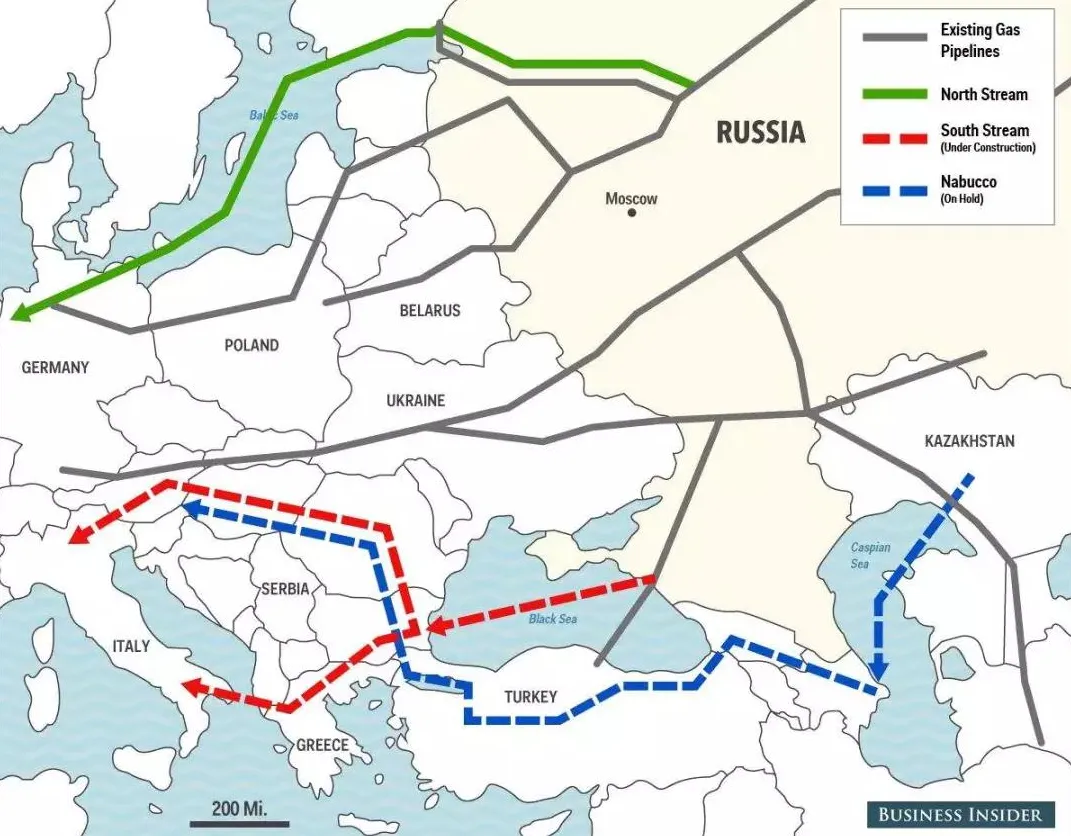 Existing Gas
Pipelines
North Stream
South Stream
(Under Construction)
Nabucco
(On Hold)
Baltic Sea
RUSSIA
Moscow
BELARUS
POLAND
GERMANY
UKRAINE
KAZAKHSTAN
Caspian
Sea
SERBIA
Black Sea
ITALY
TURKEY
GREECE
200 Mi.
BUSINESS INSIDER